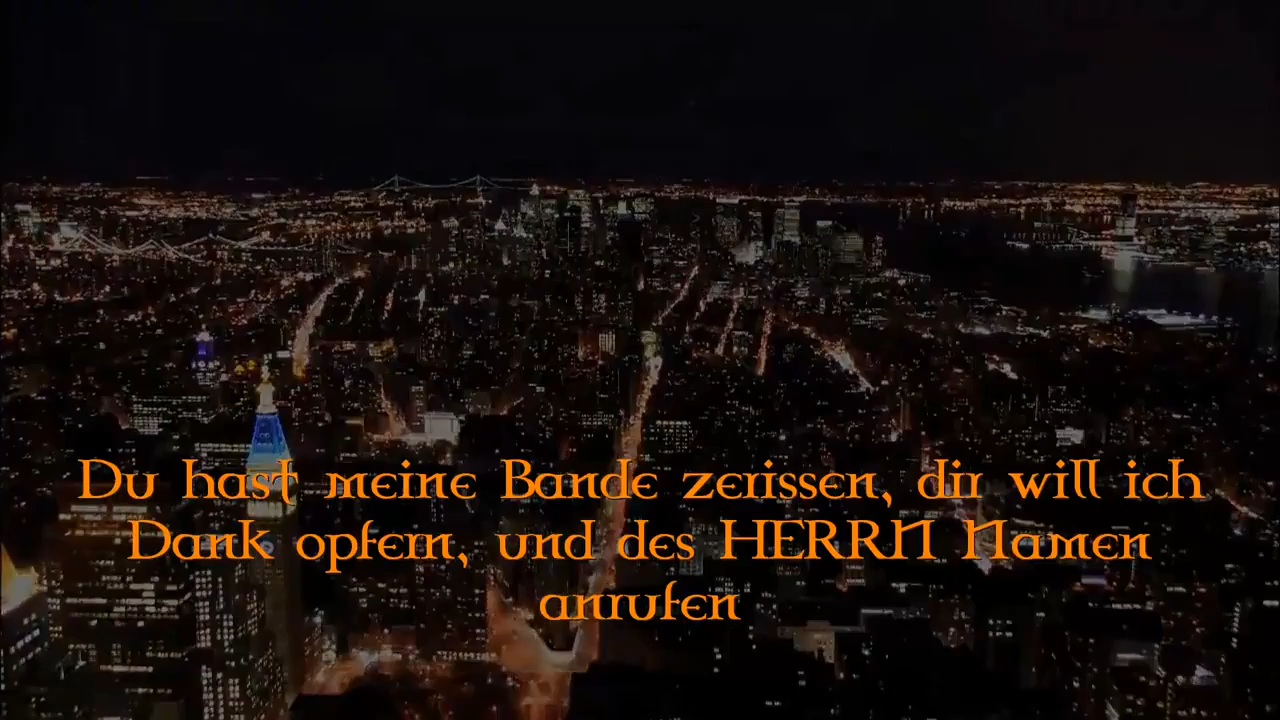 Du hast meine Bande zerissen, dir will ich
Dank opfern, und des HERRN Namen
anrufen